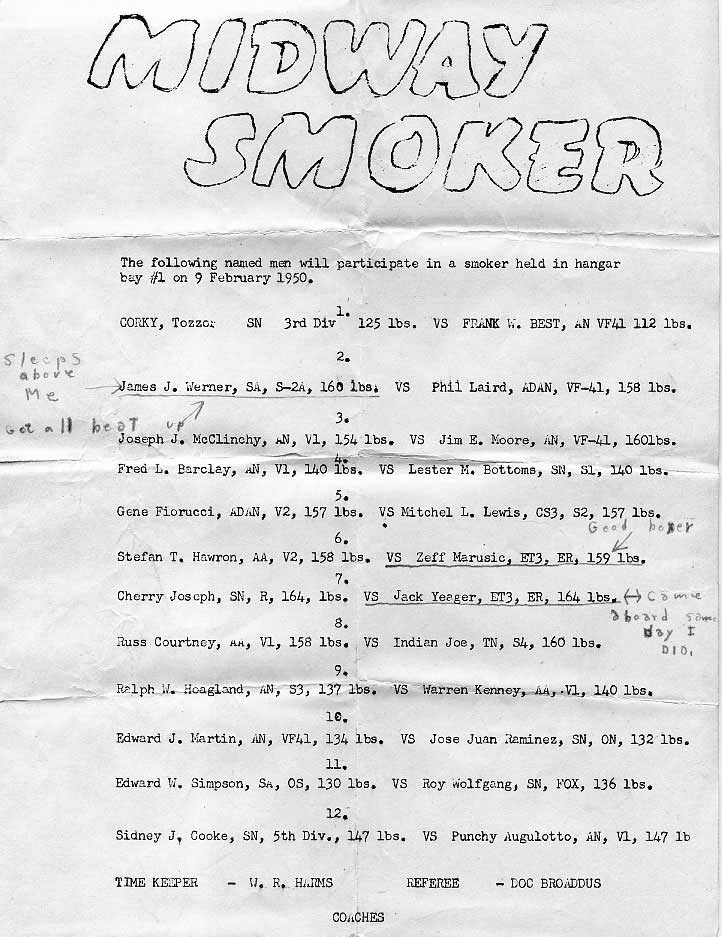 MIDWAY
SMOKER
The following named men will participate in a smoker held in hangar
bay #1 on 9 February 1950.
1.
CORKY, Tozzor SN 3rd Div 125 lbs. VS FRANK W. BEST, AN VF41 112 lbs.
2.
Sleeps
above
Me
James J. Werner, SA, S-2A, 160 lbs. VS Phil Laird, ADAN, VF-41, 158 lbs.
Got all beat up
3.
Joseph J. McClinchy, AN, V1, 154 lbs. VS Jim E. Moore, AN, VF-41, 160lbs.
4.
Fred L. Barclay, AN, V1, 140 lbs. VS Lester M. Bottoms, SN, S1, 140 lbs.
5.
Gene Fiorucci, ADAN, V2, 157 lbs. VS Mitchel L. Lewis, CS3, S2, 157 lbs.
Good boxer
6.
Stefan T. Hawron, AA, V2, 158 lbs. VS Zeff Marusic, ET3, ER, 159 lbs.
7.
Cherry Joseph, SN, R, 164, lbs. VS Jack Yeager, ET3, ER, 164 lbs. Came
aboard same
day I
DID.
8.
Russ Courtney, AA, V1, 158 lbs. VS Indian Joe, TN, S4, 160 lbs.
9.
Ralph W. Hoagland, AN, S3, 137 lbs. VS Warren Kenney, AA, V1, 140 lbs.
10.
Edward J. Martin, AN, VF41, 134 lbs. VS Jose Juan Raminez, SN, ON, 132 lbs.
11.
Edward W. Simpson, SA, OS, 130 lbs. VS Roy Wolfgang, SN, FOX, 136 lbs.
12.
Sidney J, Cooke, SN, 5th Div., 147 lbs. VS Punchy Augulotto, AN, V1, 147 lb
TIME KEEPER - W. R. HARMS REFEREE - DOC BROADDUS
COACHES